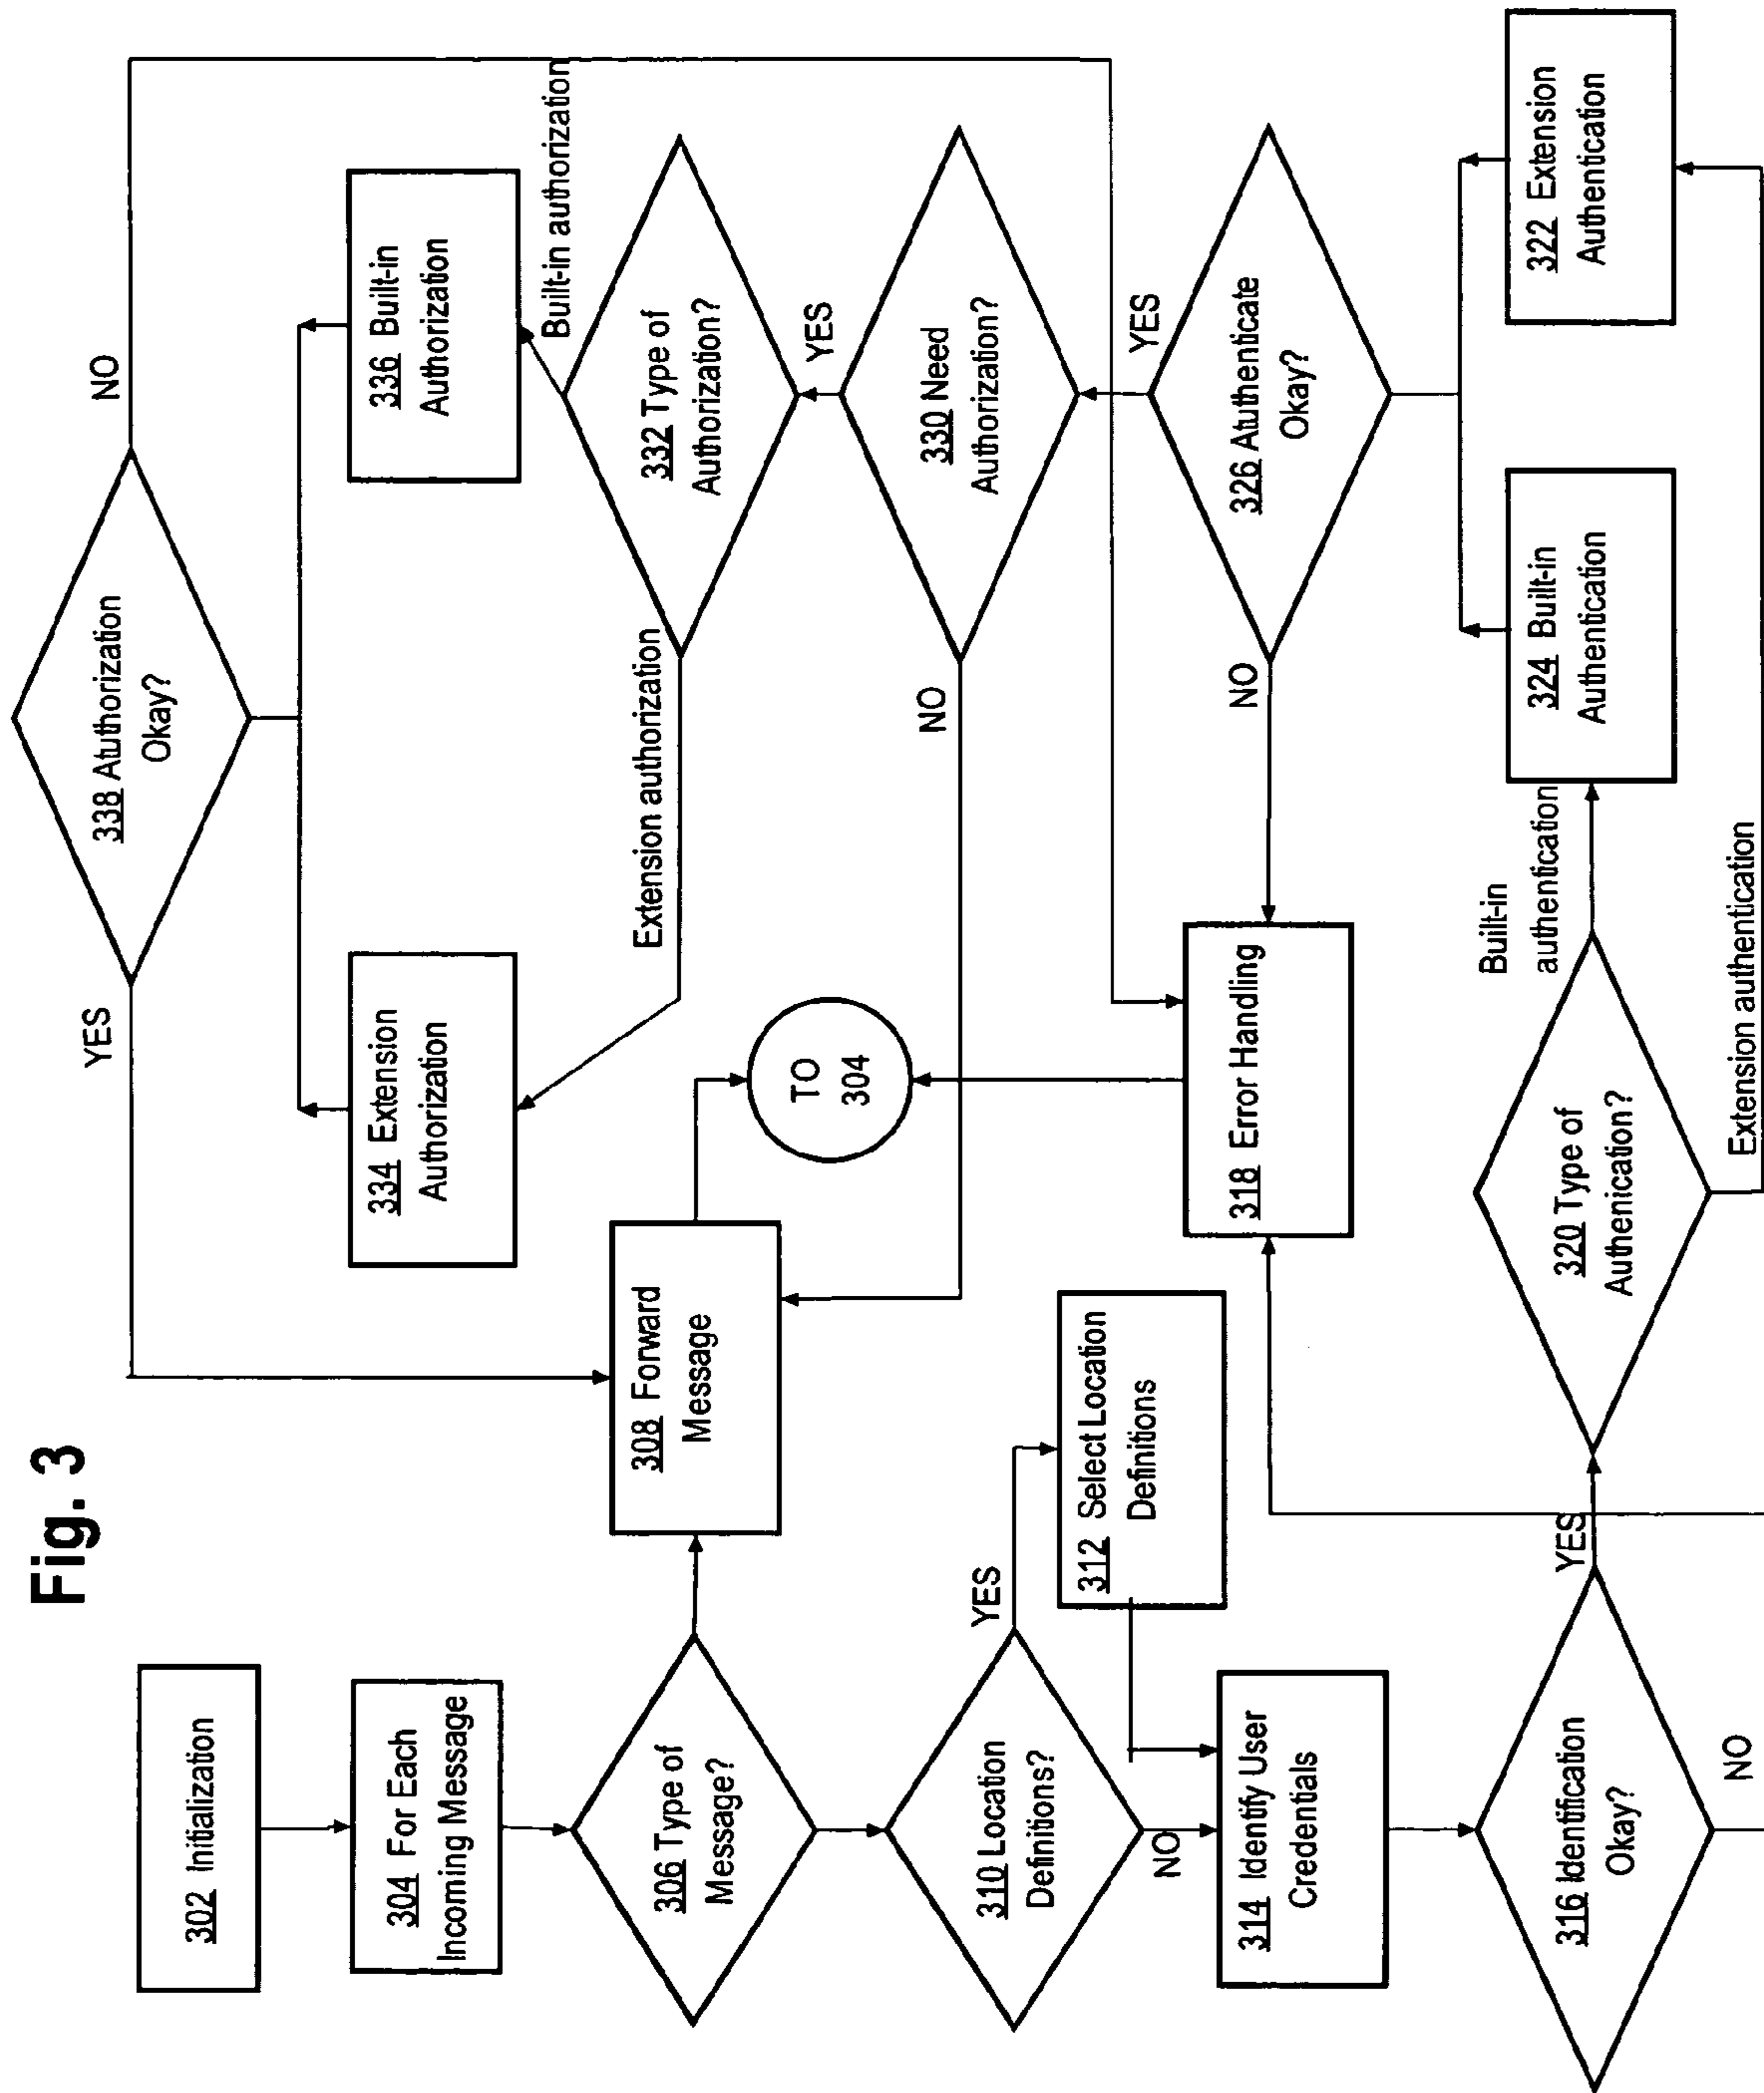 Fig. 3
302 Initialization
304 For Each
Incoming Message
306 Type of
Message?
308 Forward
Message
310 Location
Definitions?
YES
NO
312 Select Location
Definitions
314 Identify User
Credentials
316 Identification
Okay?
YES
NO
318 Error Handling
TO
304
320 Type of
Authenication?
Built-in
authentication
Extension authentication
324 Built-in
Authentication
322 Extension
Authentication
326 Atuthenticate
Okay?
NO
YES
330 Need
Authorization?
NO
YES
332 Type of
Authorization?
Extension authorization
Built-in authorization
334 Extension
Authorization
336 Built-in
Authorization
338 Atuthorization
Okay?
YES
NO